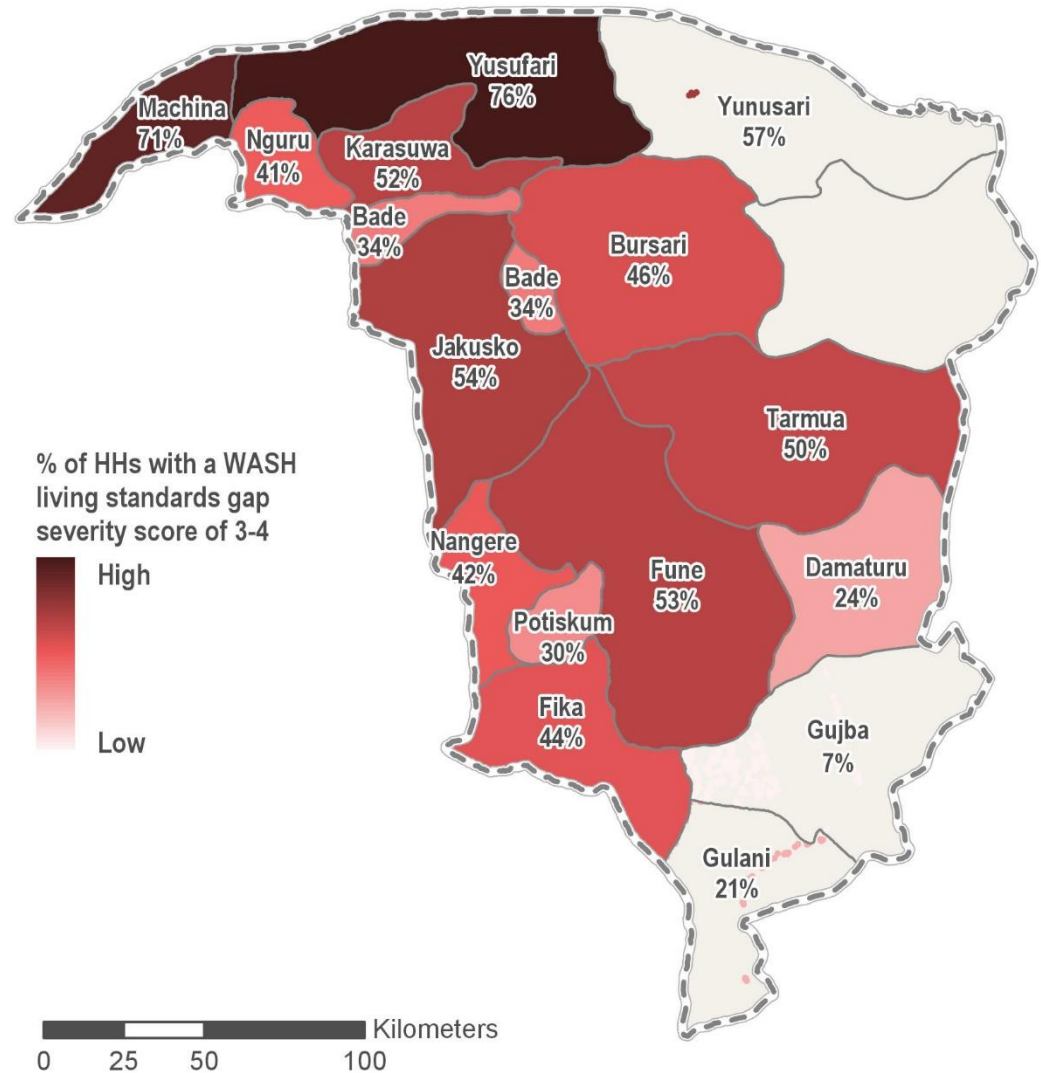 Yusufari
76%
Machina
71%
Yunusari
57%
Nguru
41%
Karasuwa
52%
Bade
34%
Bursari
46%
Bade
34%
Jakusko
54%
Tarmua
50%
% of HHs with a WASH
living standards gap
severity score of 3-4
High
Low
Nangere
42%
Fune
53%
Damaturu
24%
Potiskum
30%
Fika
44%
Gujba
7%
Gulani
21%
Kilometers
0 25 50 100